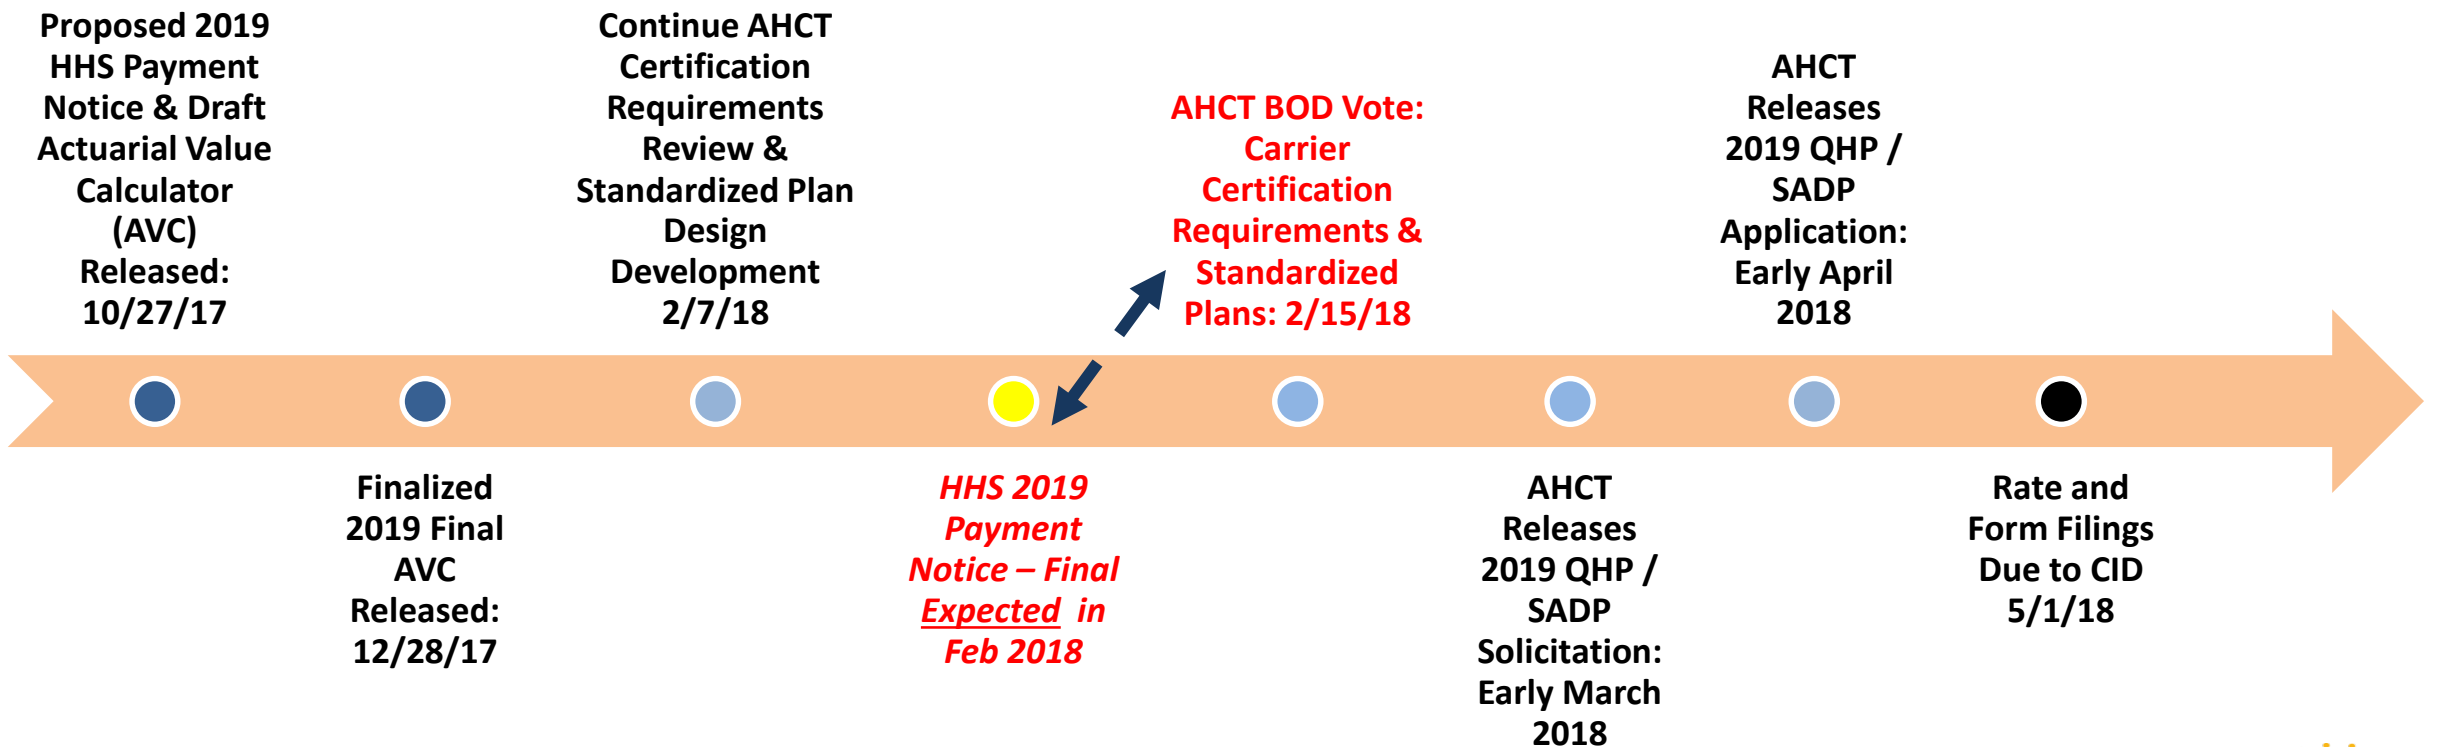 Proposed 2019
HHS Payment
Notice & Draft
Actuarial Value
Calculator
(AVC)
Released:
10/27/17
Finalized
2019 Final
AVC
Released:
12/28/17
Continue AHCT
Certification
Requirements
Review &
Standardized Plan
Design
Development
2/7/18
HHS 2019
Payment
Notice – Final
Expected in
Feb 2018
AHCT BOD Vote:
Carrier
Certification
Requirements &
Standardized
Plans: 2/15/18
AHCT
Releases
2019 QHP /
SADP
Solicitation:
Early March
2018
AHCT
Releases
2019 QHP /
SADP
Application:
Early April
2018
Rate and
Form Filings
Due to CID
5/1/18